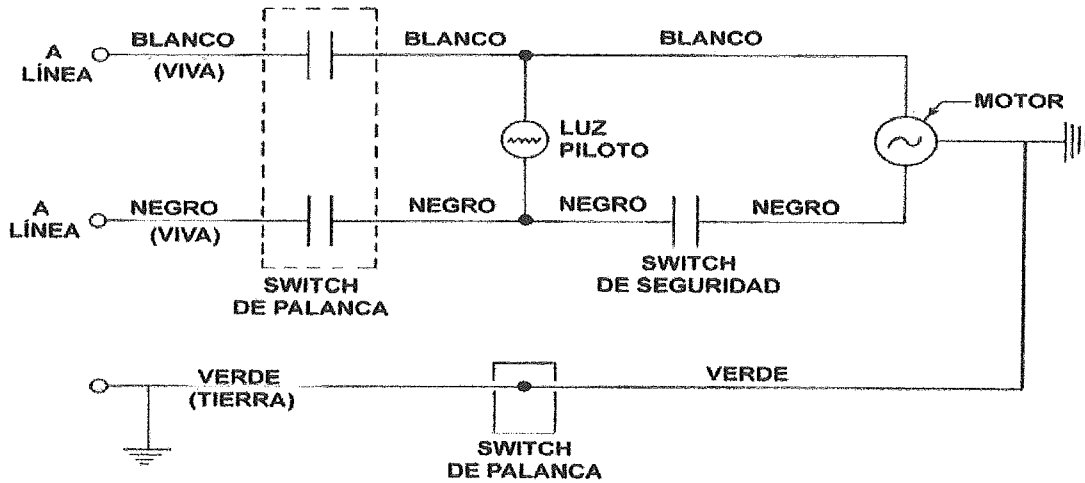 A
LÍNEA
BLANCO
(VIVA)
BLANCO
BLANCO
MOTOR
LUZ
PILOTO
A
LÍNEA
NEGRO
(VIVA)
NEGRO
NEGRO
NEGRO
SWITCH
DE PALANCA
SWITCH
DE SEGURIDAD
VERDE
(TIERRA)
VERDE
SWITCH
DE PALANCA